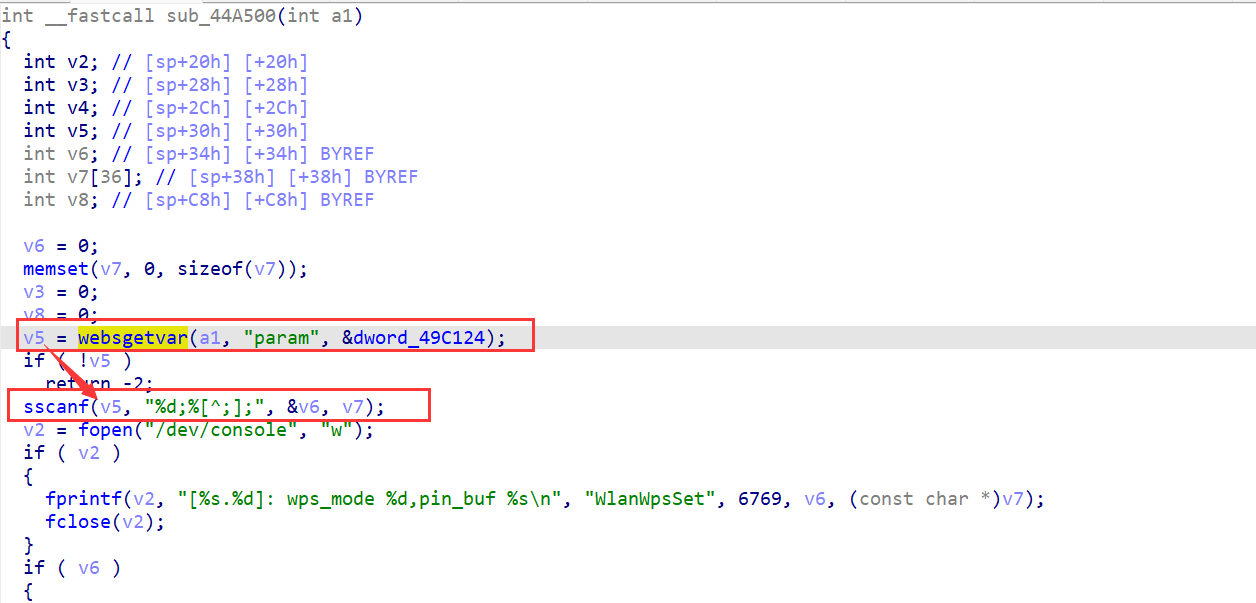 int __fastcall sub_44A500(int a1)
{
  int v2; // [sp+20h] [+20h]
  int v3; // [sp+28h] [+28h]
  int v4; // [sp+2Ch] [+2Ch]
  int v5; // [sp+30h] [+30h]
  int v6; // [sp+34h] [+34h] BYREF
  int v7[36]; // [sp+38h] [+38h] BYREF
  int v8; // [sp+C8h] [+C8h] BYREF

  v6 = 0;
  memset(v7, 0, sizeof(v7));
  v3 = 0;
  v8 = 0;
  v5 = websgetvar(a1, "param", &dword_49C124);
  if ( !v5 )
    return -2;
  sscanf(v5, "%d;%[^;];", &v6, v7);
  v2 = fopen("/dev/console", "w");
  if ( v2 )
  {
    fprintf(v2, "[%s.%d]: wps_mode %d,pin_buf %s\n", "WlanWpsSet", 6769, v6, (const char *)v7);
    fclose(v2);
  }
  if ( v6 )
  {